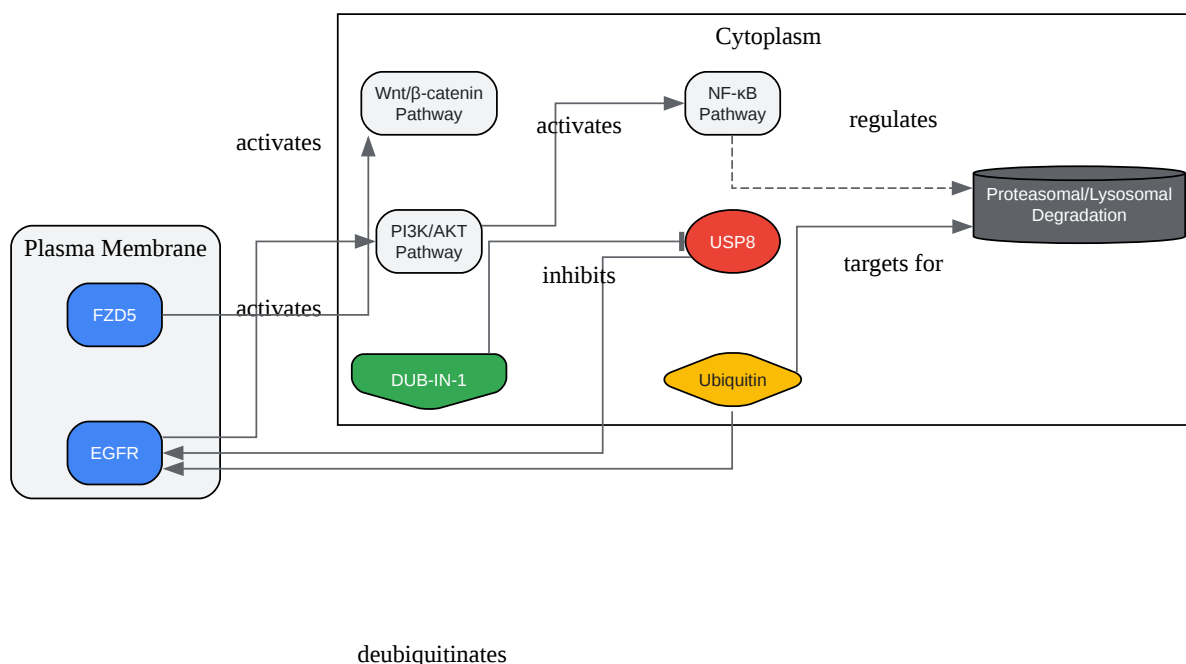 Cytoplasm
Wnt/β-catenin
Pathway
NF-κB
Pathway
activates
activates
regulates
Proteasomal/Lysosomal
Degradation
Plasma Membrane
PI3K/AKT
Pathway
USP8
inhibits
targets for
FZD5
activates
DUB-IN-1
Ubiquitin
EGFR
deubiquitinates